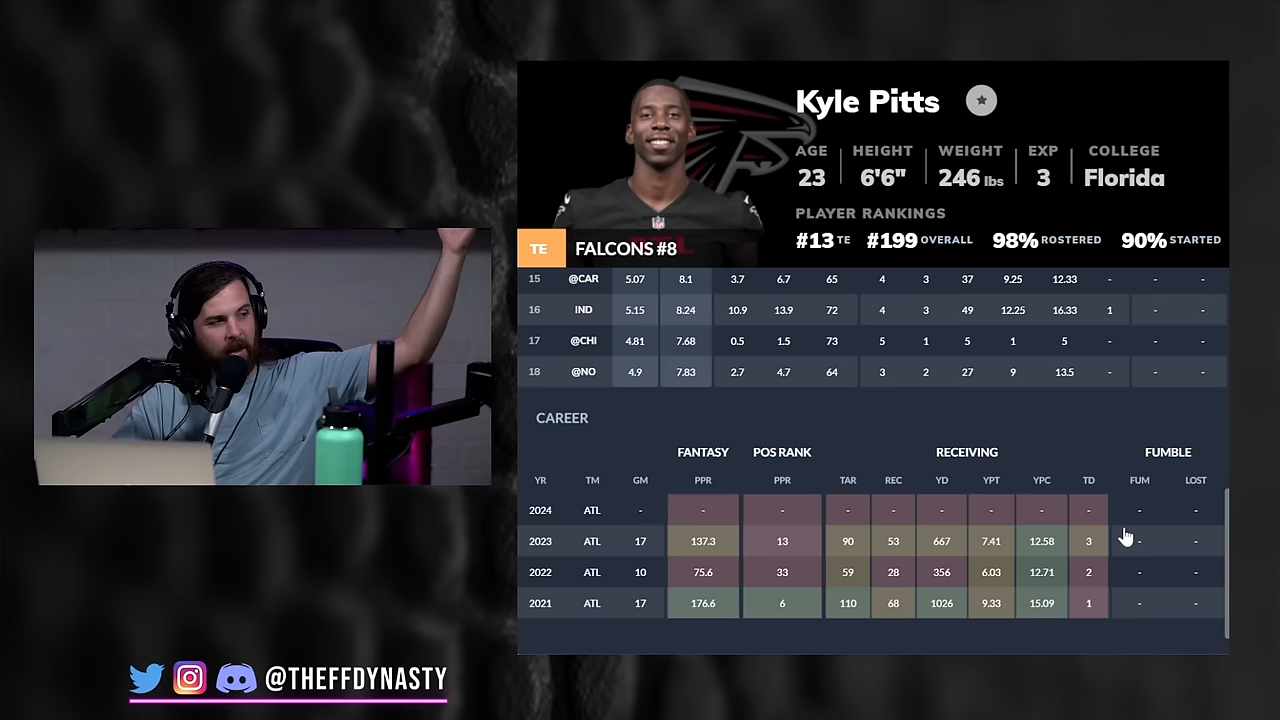 Kyle Pitts
AGE HEIGHT WEIGHT EXP COLLEGE
23 6'6" 246 lbs 3 Florida
PLAYER RANKINGS
#13 TE #199 OVERALL 98% ROSTERED 90% STARTED
TE FALCONS #8
15 @CAR 5.07 8.1 3.7 6.7 65 4 3 37 9.25 12.33 - - -
16 IND 5.15 8.24 10.9 13.9 72 4 3 49 12.25 16.33 1 - -
17 @CHI 4.81 7.68 0.5 1.5 73 5 1 5 1 5 - - -
18 @NO 4.9 7.83 2.7 4.7 64 3 2 27 9 13.5 - - -
CAREER
FANTASY POS RANK RECEIVING FUMBLE
YR TM GM PPR PPR TAR REC YD YPT YPC TD FUM LOST
2024 ATL - - - - - - - - - - -
2023 ATL 17 137.3 13 90 53 667 7.41 12.58 3 - -
2022 ATL 10 75.6 33 59 28 356 6.03 12.71 2 - -
2021 ATL 17 176.6 6 110 68 1026 9.33 15.09 1 - -
@THEFFDYNASTY